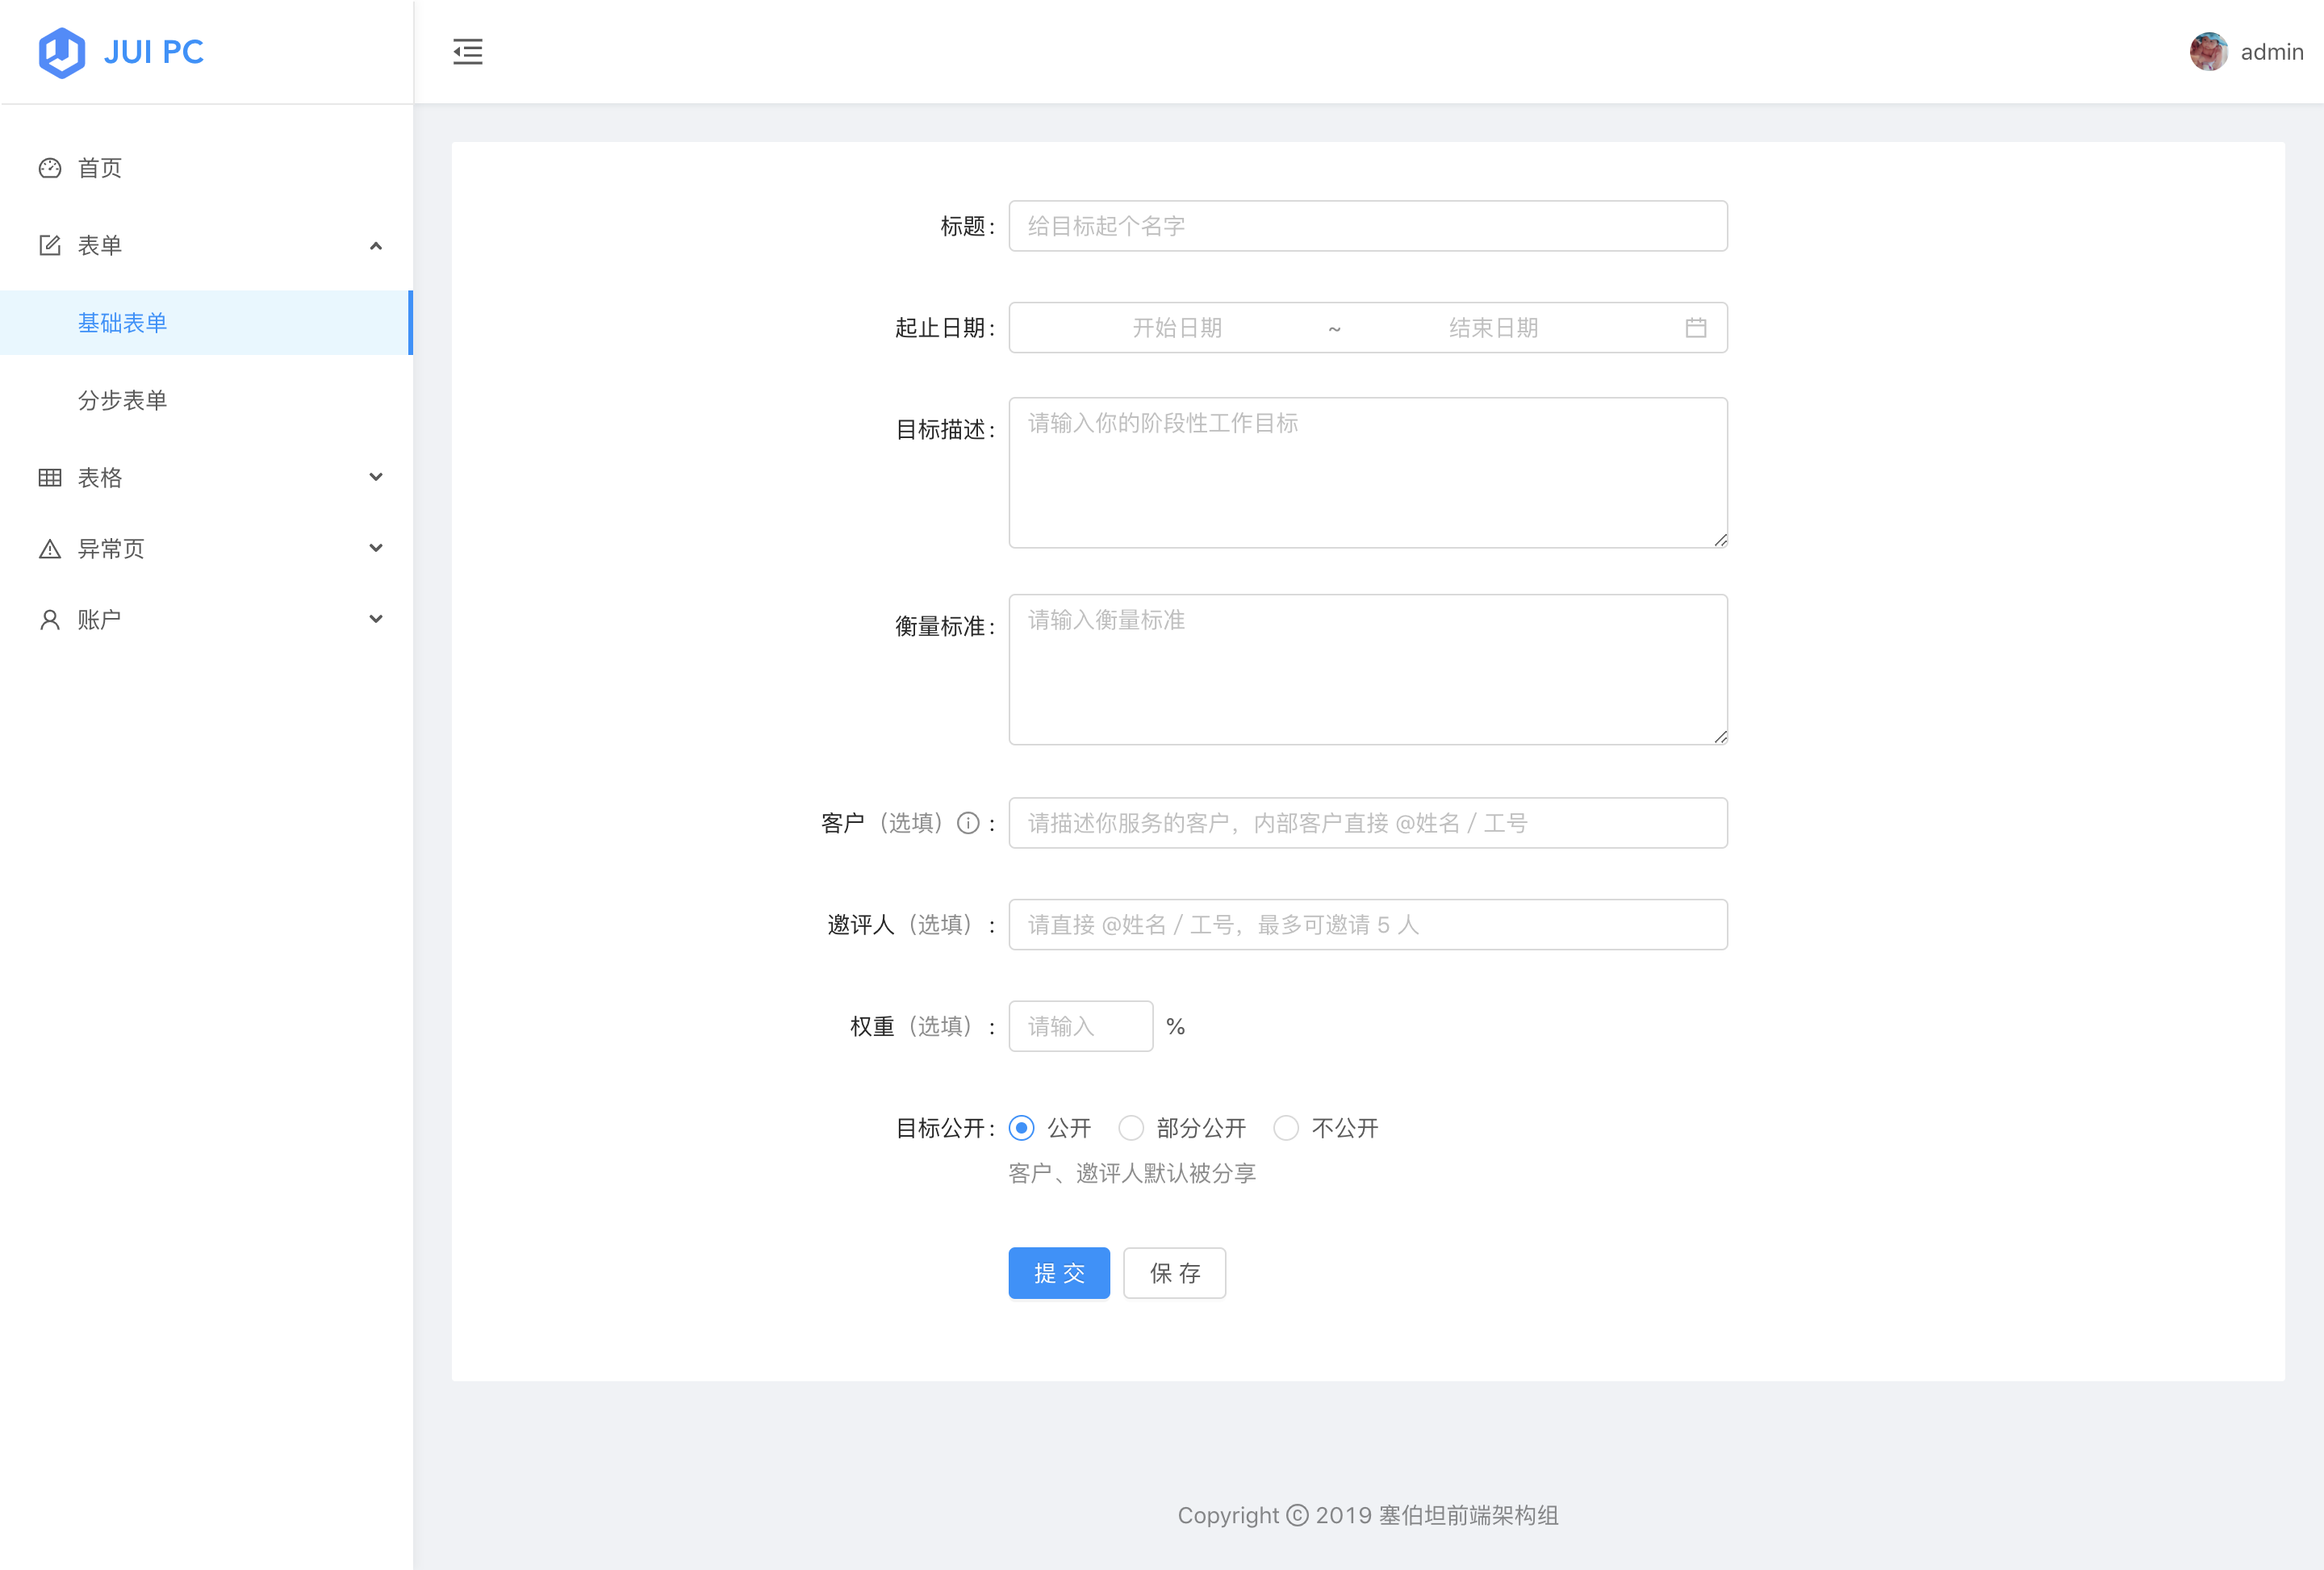 JUI PC
admin
首页
表单
基础表单
分步表单
表格
异常页
账户
标题:
给目标起个名字
起止日期:
开始日期 ~ 结束日期
目标描述:
请输入你的阶段性工作目标
衡量标准:
请输入衡量标准
客户（选填）:
请描述你服务的客户，内部客户直接 @姓名 / 工号
邀评人（选填）:
请直接 @姓名 / 工号，最多可邀请 5 人
权重（选填）:
请输入 %
目标公开:
公开 部分公开 不公开
客户、邀评人默认被分享
提 交 保 存
Copyright © 2019 塞伯坦前端架构组